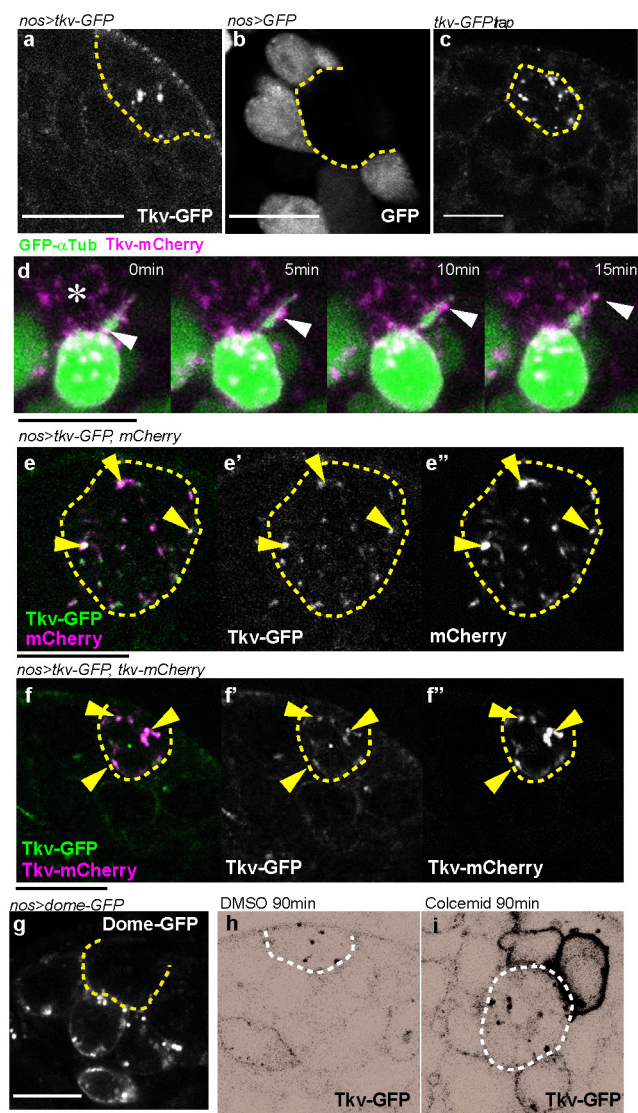 nos>tkv-GFP nos>GFP tkv-GFPtrap
a b c
Tkv-GFP GFP
GFP-αTub Tkv-mCherry
d 0min 5min 10min 15min
*
nos>tkv-GFP, mCherry
e e' e"
Tkv-GFP
mCherry Tkv-GFP mCherry
nos>tkv-GFP, tkv-mCherry
f f' f"
Tkv-GFP
Tkv-mCherry Tkv-GFP Tkv-mCherry
nos>dome-GFP DMSO 90min Colcemid 90min
g Dome-GFP h i
Tkv-GFP Tkv-GFP